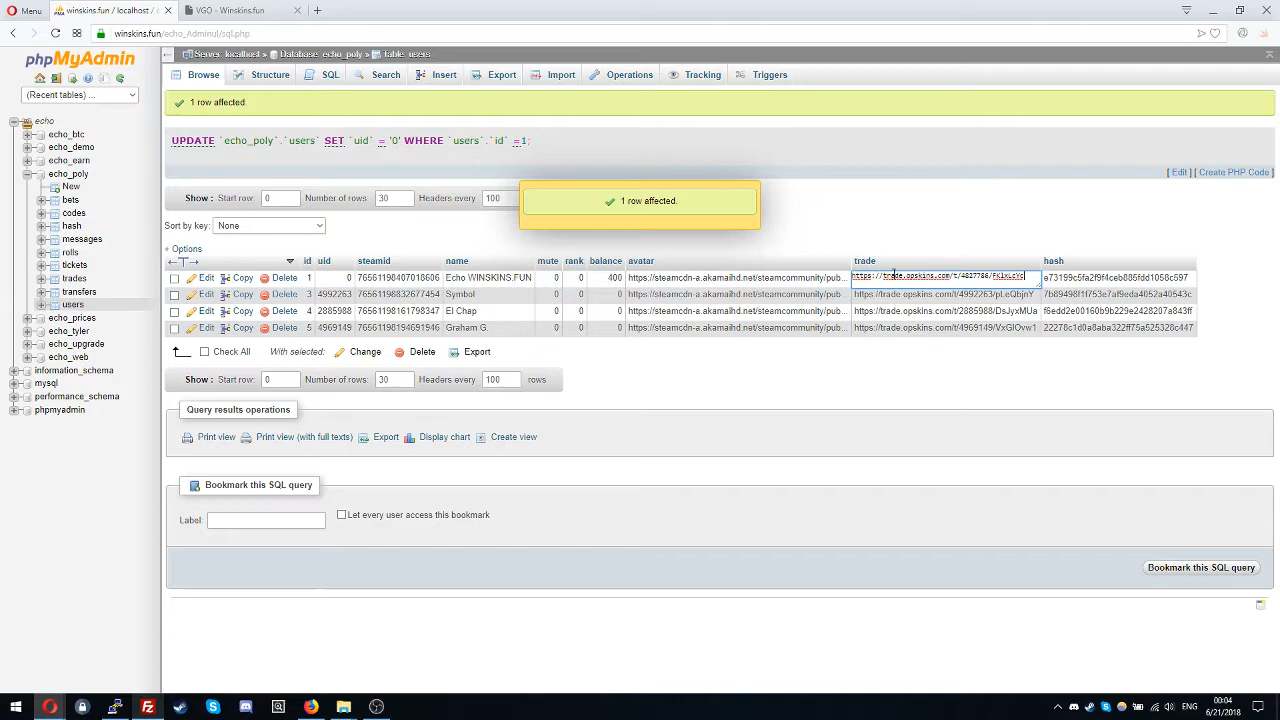 Menu
winskins.fun / localhost / c
VGO - Winskins.fun
winskins.fun/echo_Adminul/sql.php
phpMyAdmin
Server: localhost » Database: echo_poly » Table: users
Browse Structure SQL Search Insert Export Import Operations Tracking Triggers
(Recent tables) ...
1 row affected.
echo
echo_btc
echo_demo
echo_earn
echo_poly
New
bets
codes
hash
messages
rolls
tickets
trades
transfers
users
echo_prices
echo_tyler
echo_upgrade
echo_web
information_schema
mysql
performance_schema
phpmyadmin
UPDATE `echo_poly`.`users` SET `uid` = '0' WHERE `users`.`id` =1;
[ Edit ] [ Create PHP Code ]
Show : Start row: 0 Number of rows: 30 Headers every 100
1 row affected.
Sort by key: None
+ Options
id uid steamid name mute rank balance avatar trade hash
Edit Copy Delete 1 0 76561198407018606 Echo WINSKINS.FUN 0 0 400 https://steamcdn-a.akamaihd.net/steamcommunity/pub... https://trade.opskins.com/t/4827786/ e73199c5fa2f9f4ceb885fdd1058c597
Edit Copy Delete 3 4992263 76561198832677454 Symbol 0 0 0 https://steamcdn-a.akamaihd.net/steamcommunity/pub... https://trade.opskins.com/t/4992263/pLeQbjnY 7b89498f1f753e7af9eda4052a40543c
Edit Copy Delete 4 2885988 76561198161798347 El Chap 0 0 0 https://steamcdn-a.akamaihd.net/steamcommunity/pub... https://trade.opskins.com/t/2885988/DsJyxMUa f6edd2e00160b9b229e2428207a843ff
Edit Copy Delete 5 4969149 76561198194691946 Graham G. 0 0 0 https://steamcdn-a.akamaihd.net/steamcommunity/pub... https://trade.opskins.com/t/4969149/VxGIOvw1 22278c1d0a8aba322ff75a525328c447
Check All With selected: Change Delete Export
Show : Start row: 0 Number of rows: 30 Headers every 100 rows
Query results operations
Print view Print view (with full texts) Export Display chart Create view
Bookmark this SQL query
Label: Let every user access this bookmark
Bookmark this SQL query
ENG
00:04
6/21/2018